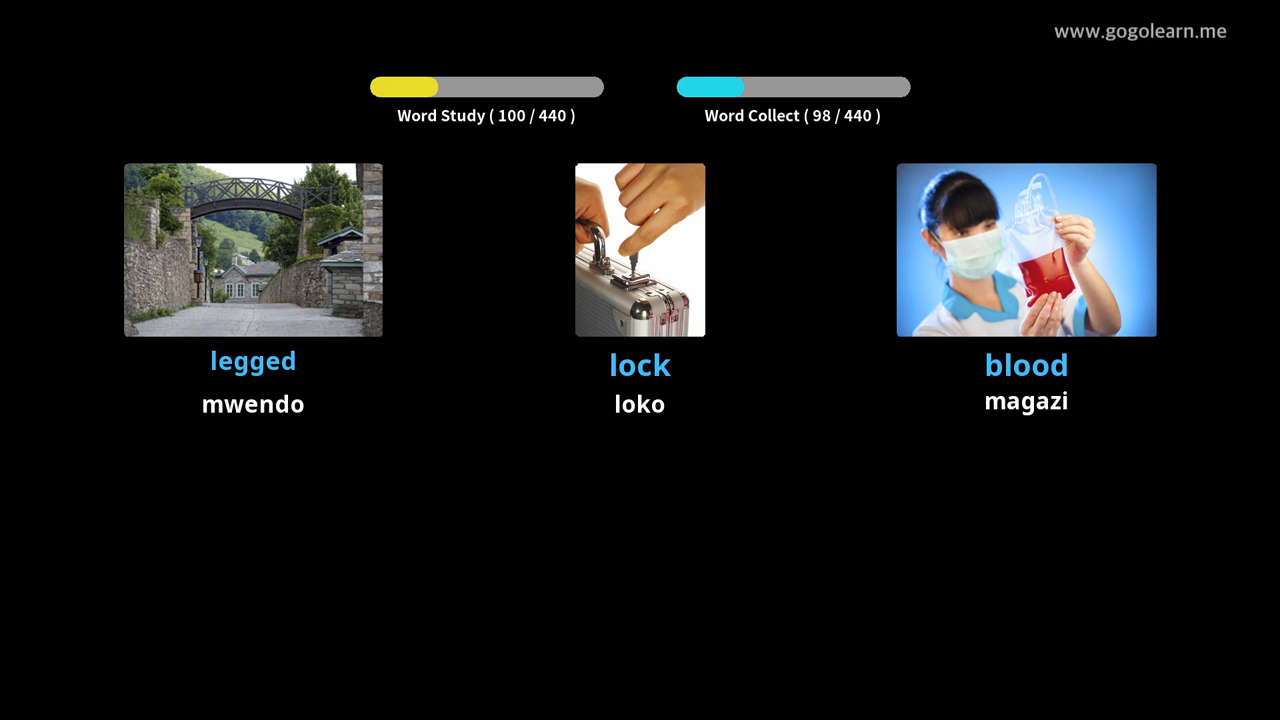 www.gogolearn.me
Word Study ( 100 / 440 )
Word Collect ( 98 / 440 )
legged
lock
blood
mwendo
loko
magazi